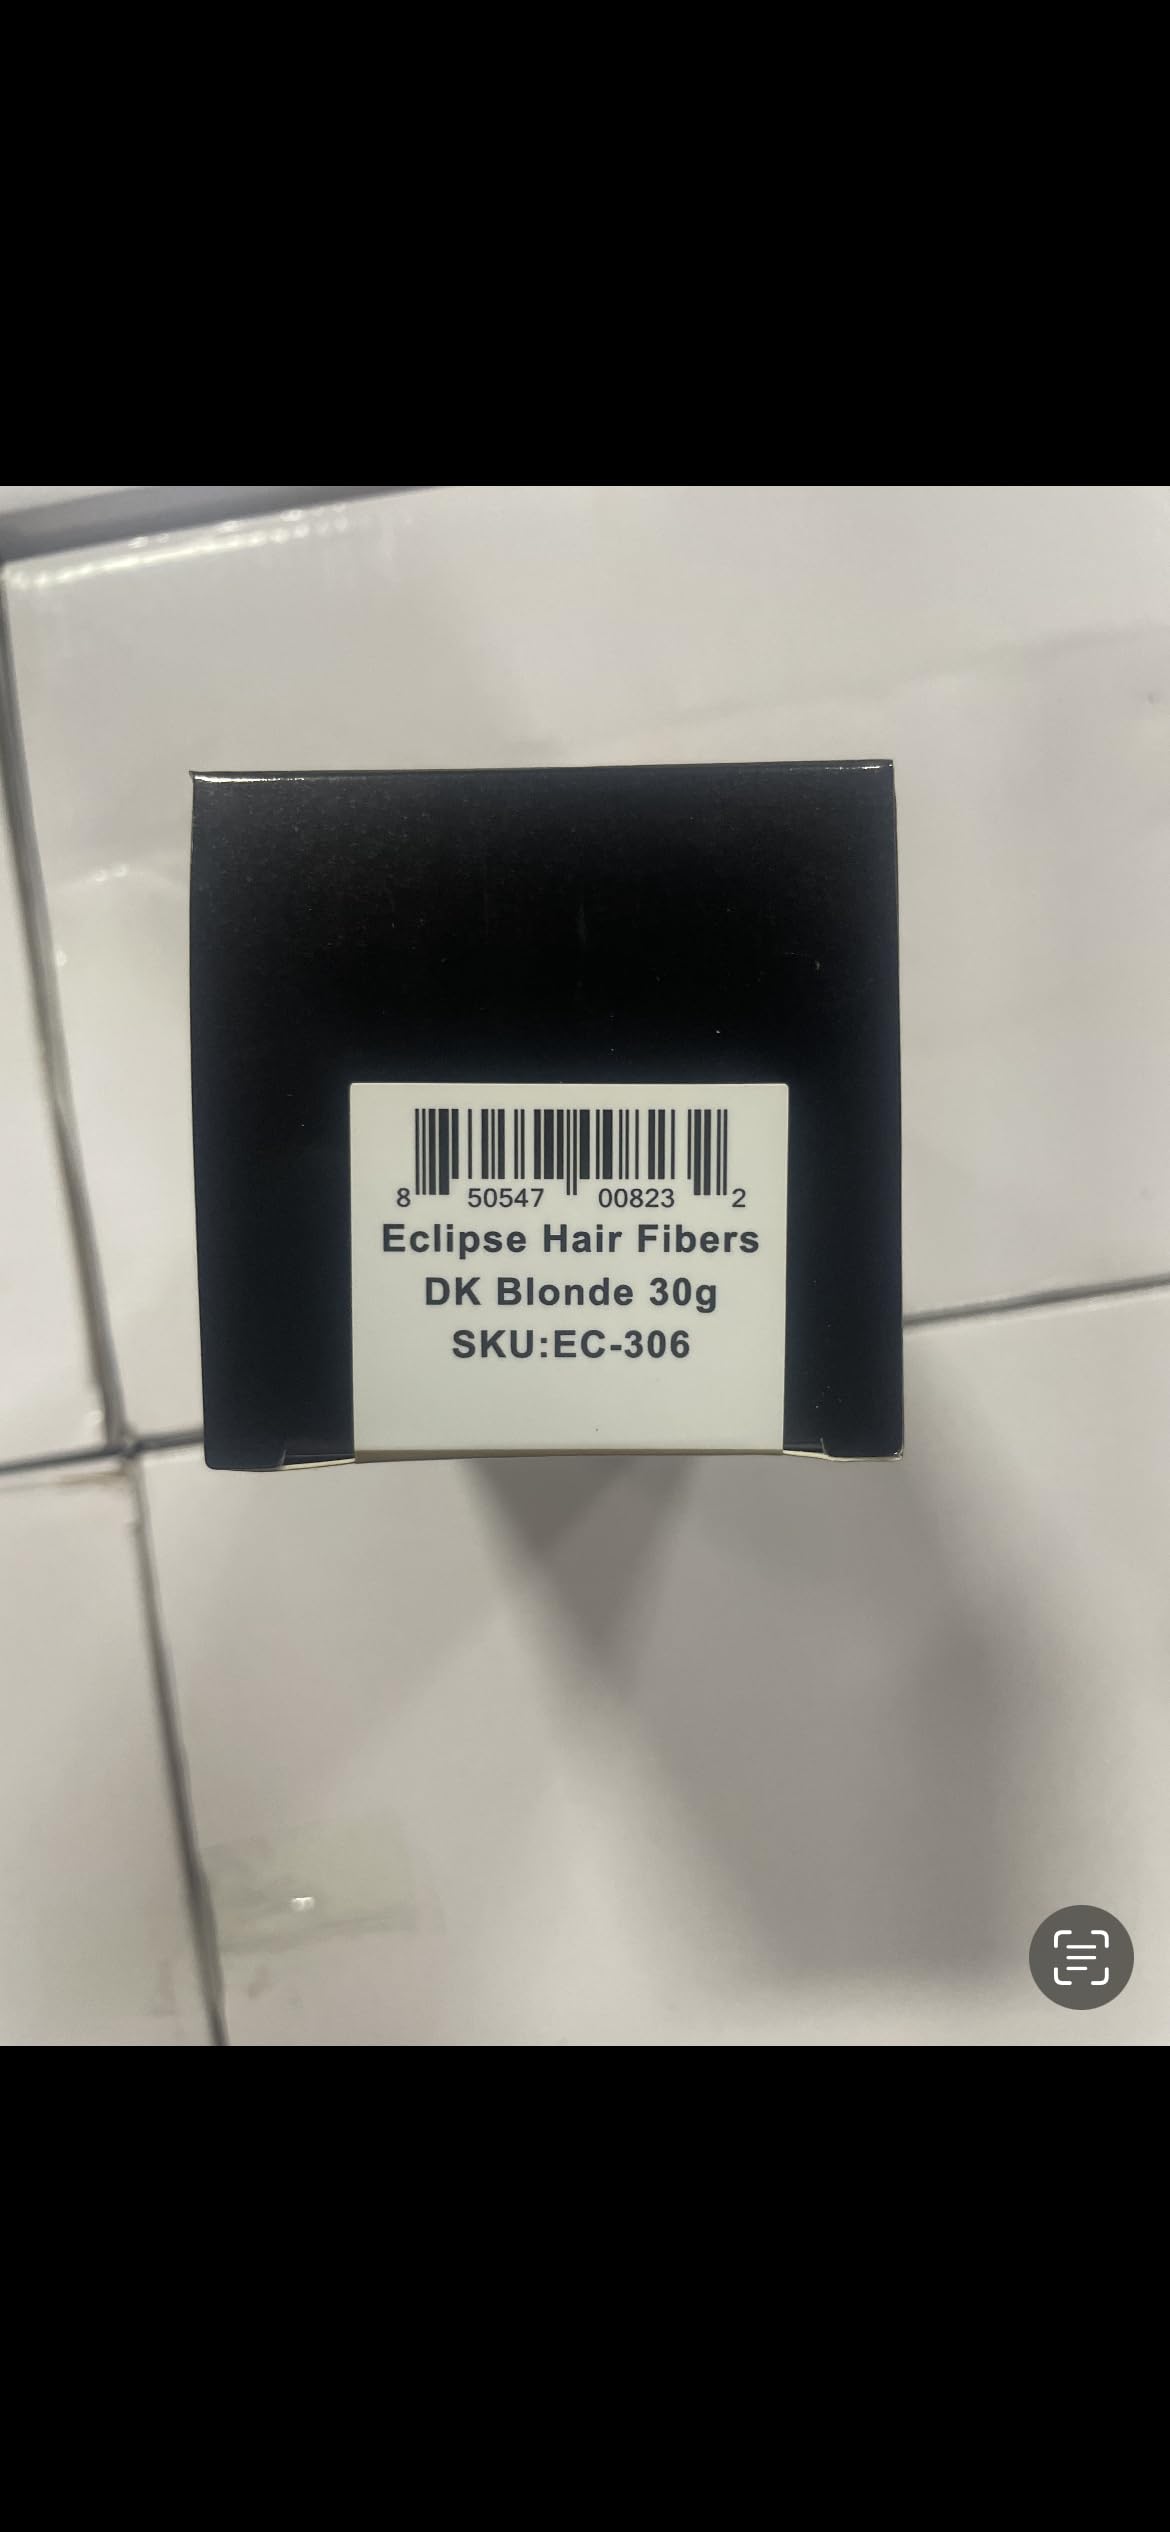 8 50547 00823 2
Eclipse Hair Fibers
DK Blonde 30g
SKU:EC-306